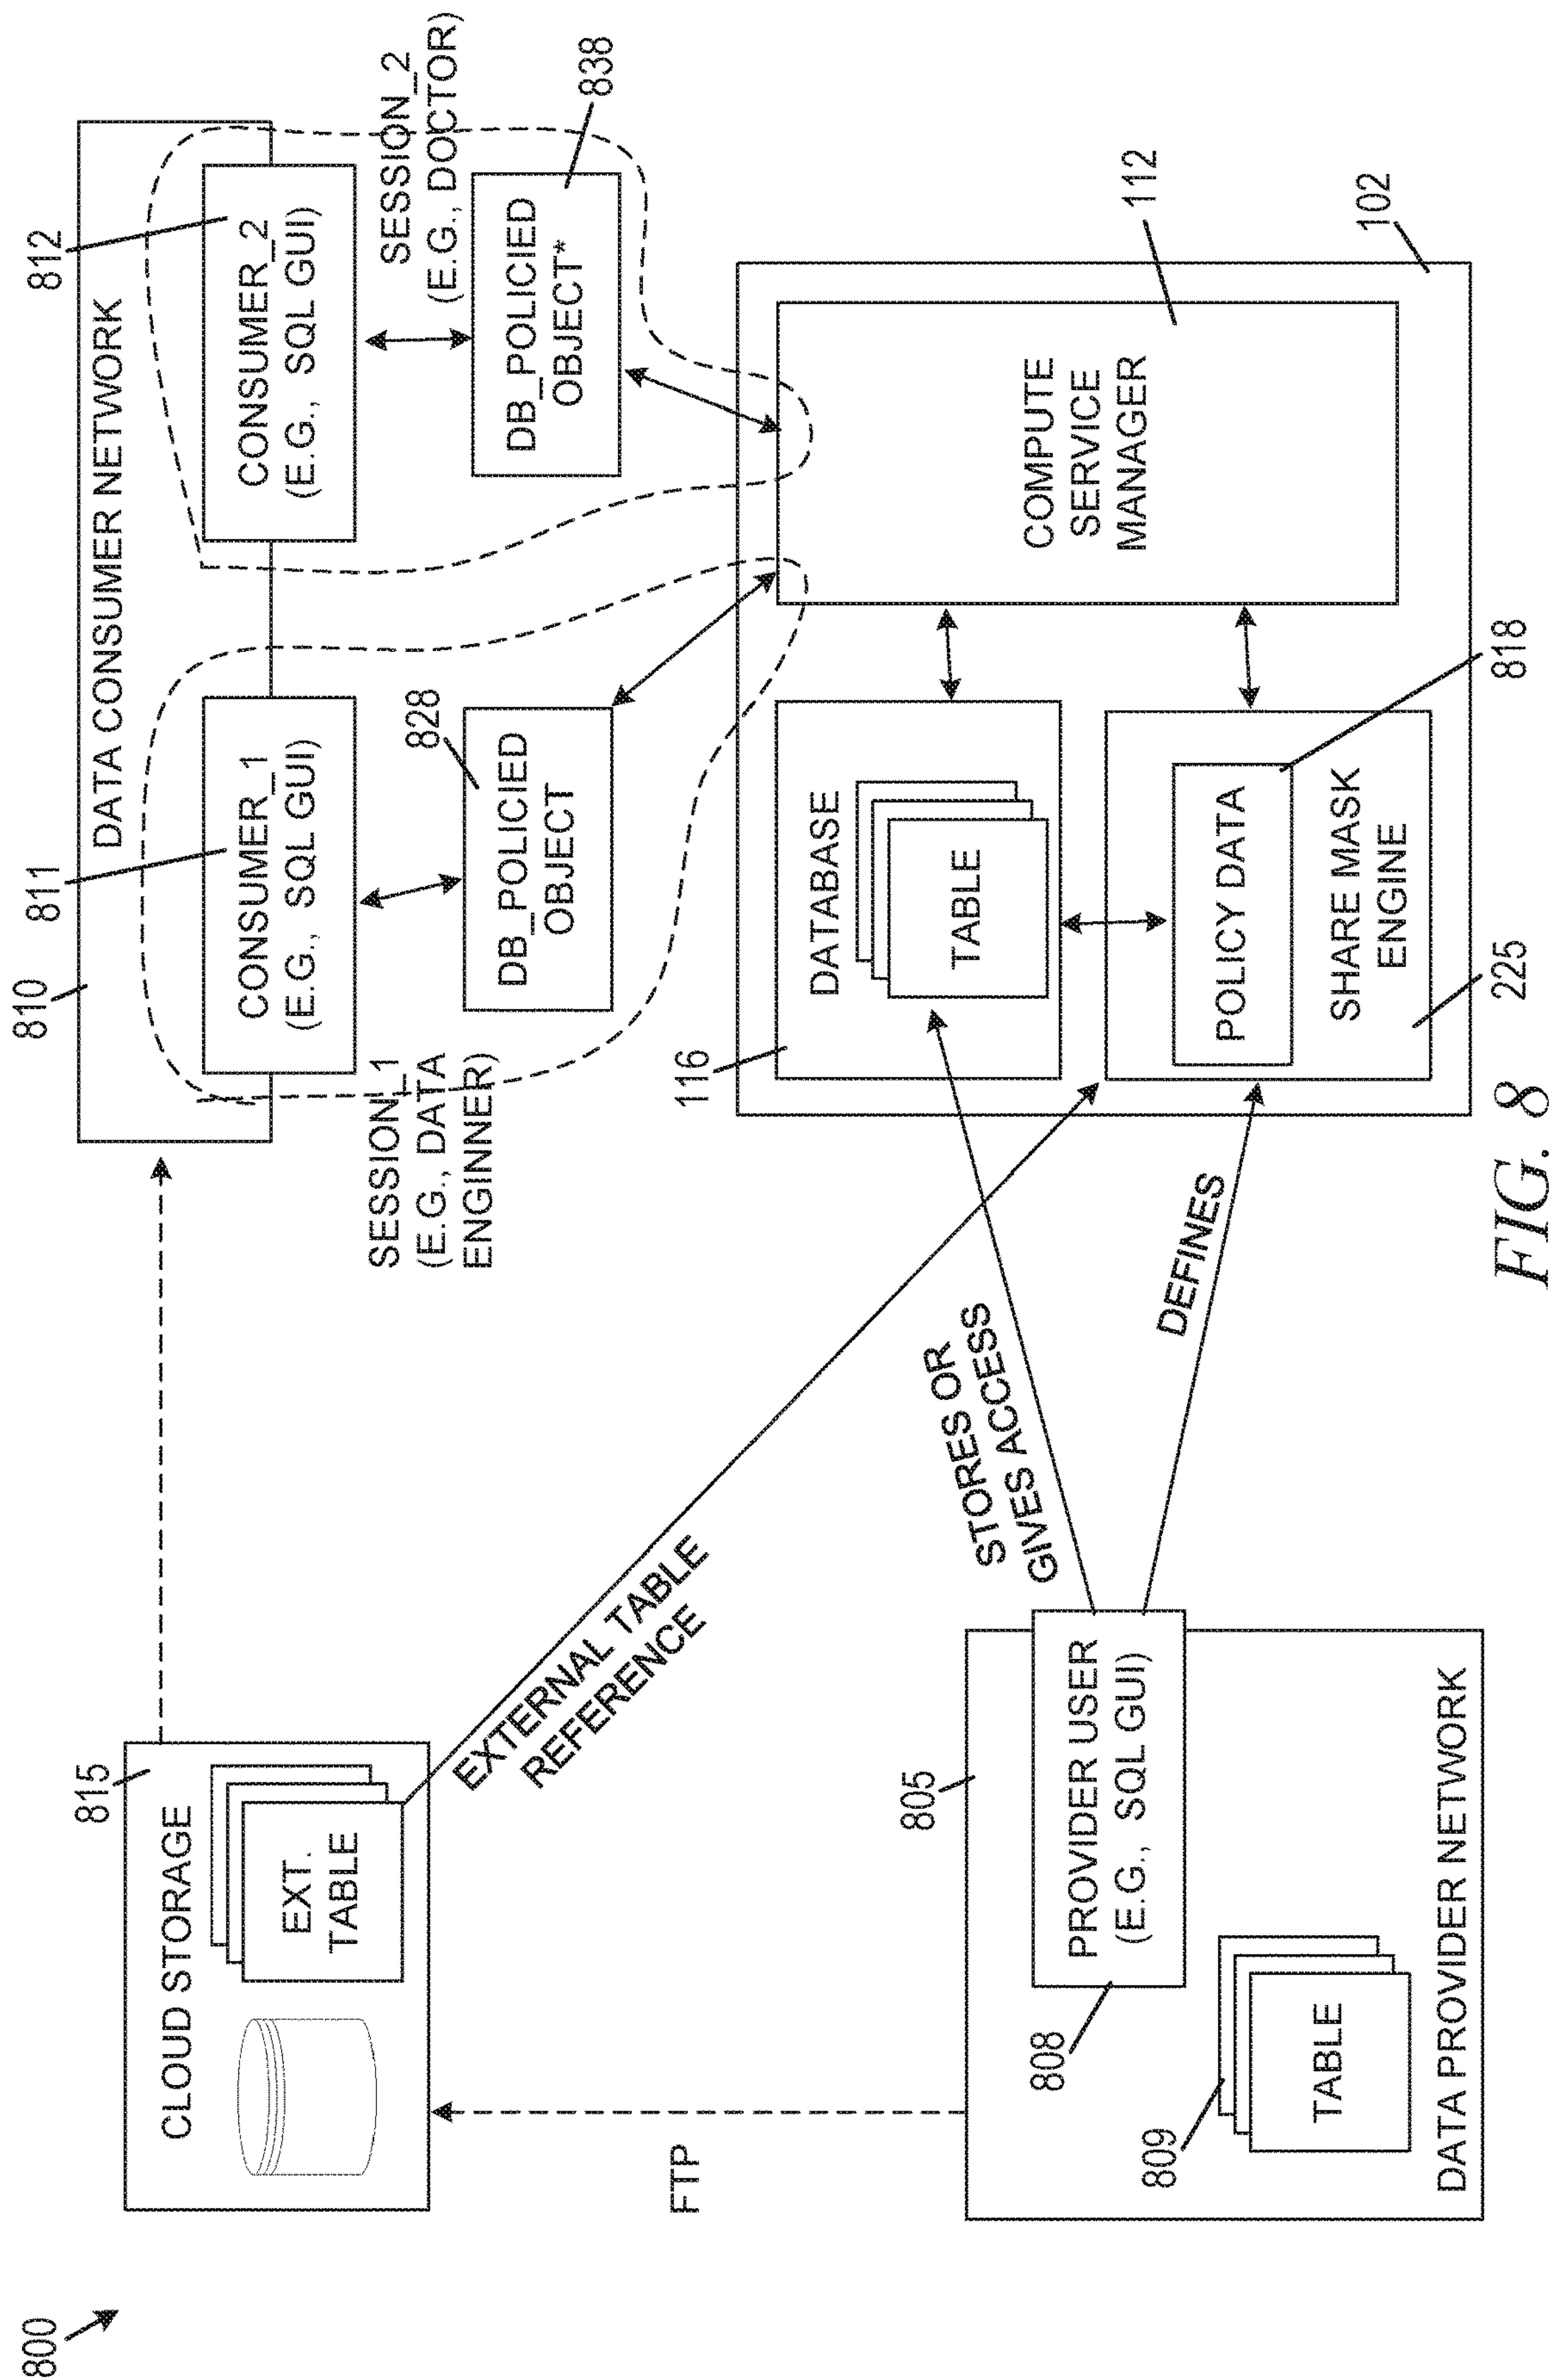 800
CLOUD STORAGE
815
EXT.
TABLE
EXTERNAL TABLE
REFERENCE
FTP
805
PROVIDER USER
(E.G., SQL GUI)
808
809
TABLE
DATA PROVIDER NETWORK
STORES OR
GIVES ACCESS
DEFINES
810
811
812
DATA CONSUMER NETWORK
CONSUMER_1
(E.G., SQL GUI)
CONSUMER_2
(E.G., SQL GUI)
SESSION_1
(E.G., DATA
ENGINNER)
828
DB_POLICIED
OBJECT
SESSION_2
(E.G., DOCTOR)
DB_POLICIED
OBJECT*
838
116
DATABASE
TABLE
COMPUTE
SERVICE
MANAGER
112
102
POLICY DATA
818
SHARE MASK
ENGINE
225
FIG. 8